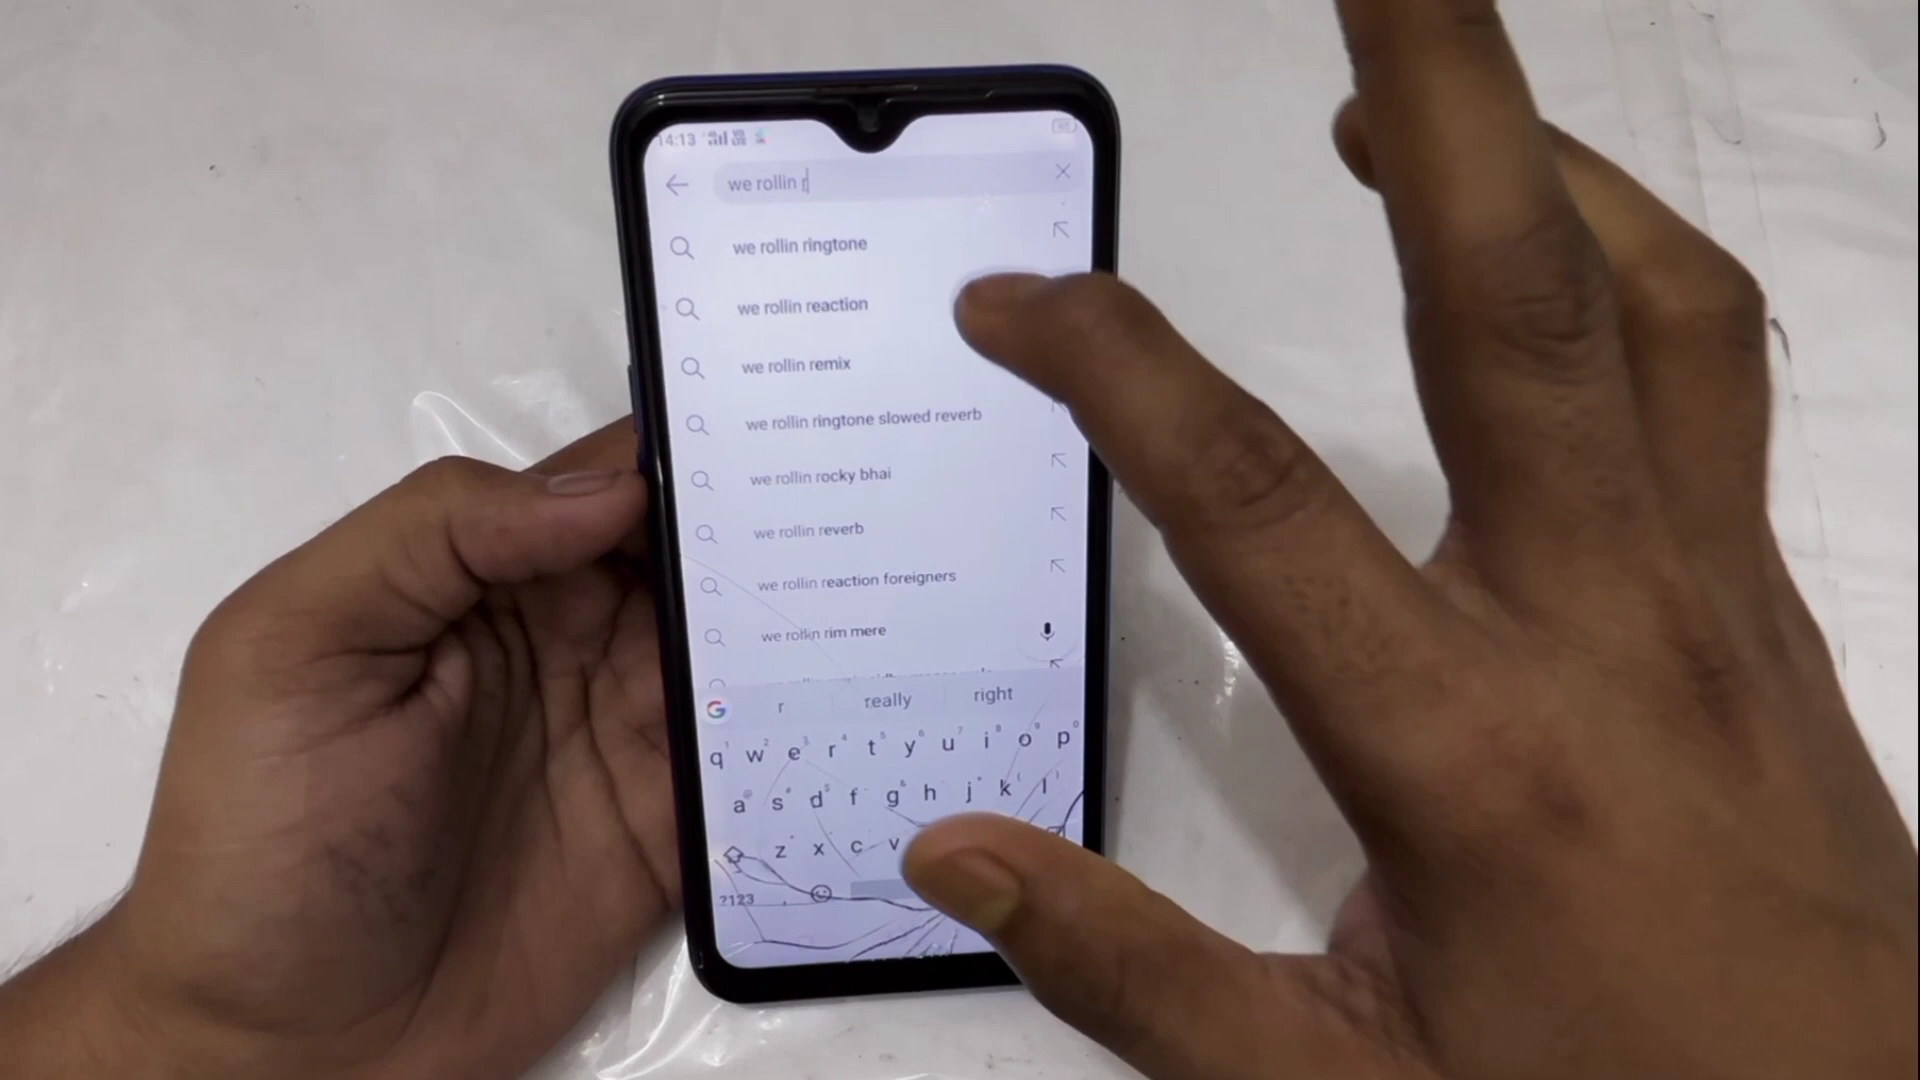 14:13
we rollin r
we rollin ringtone
we rollin reaction
we rollin remix
we rollin ringtone slowed reverb
we rollin rocky bhai
we rollin reverb
we rollin reaction foreigners
we rollin rim mere
G r really right
q w e r t y u i o p
a s d f g h j k l
z x c v
?123 ,